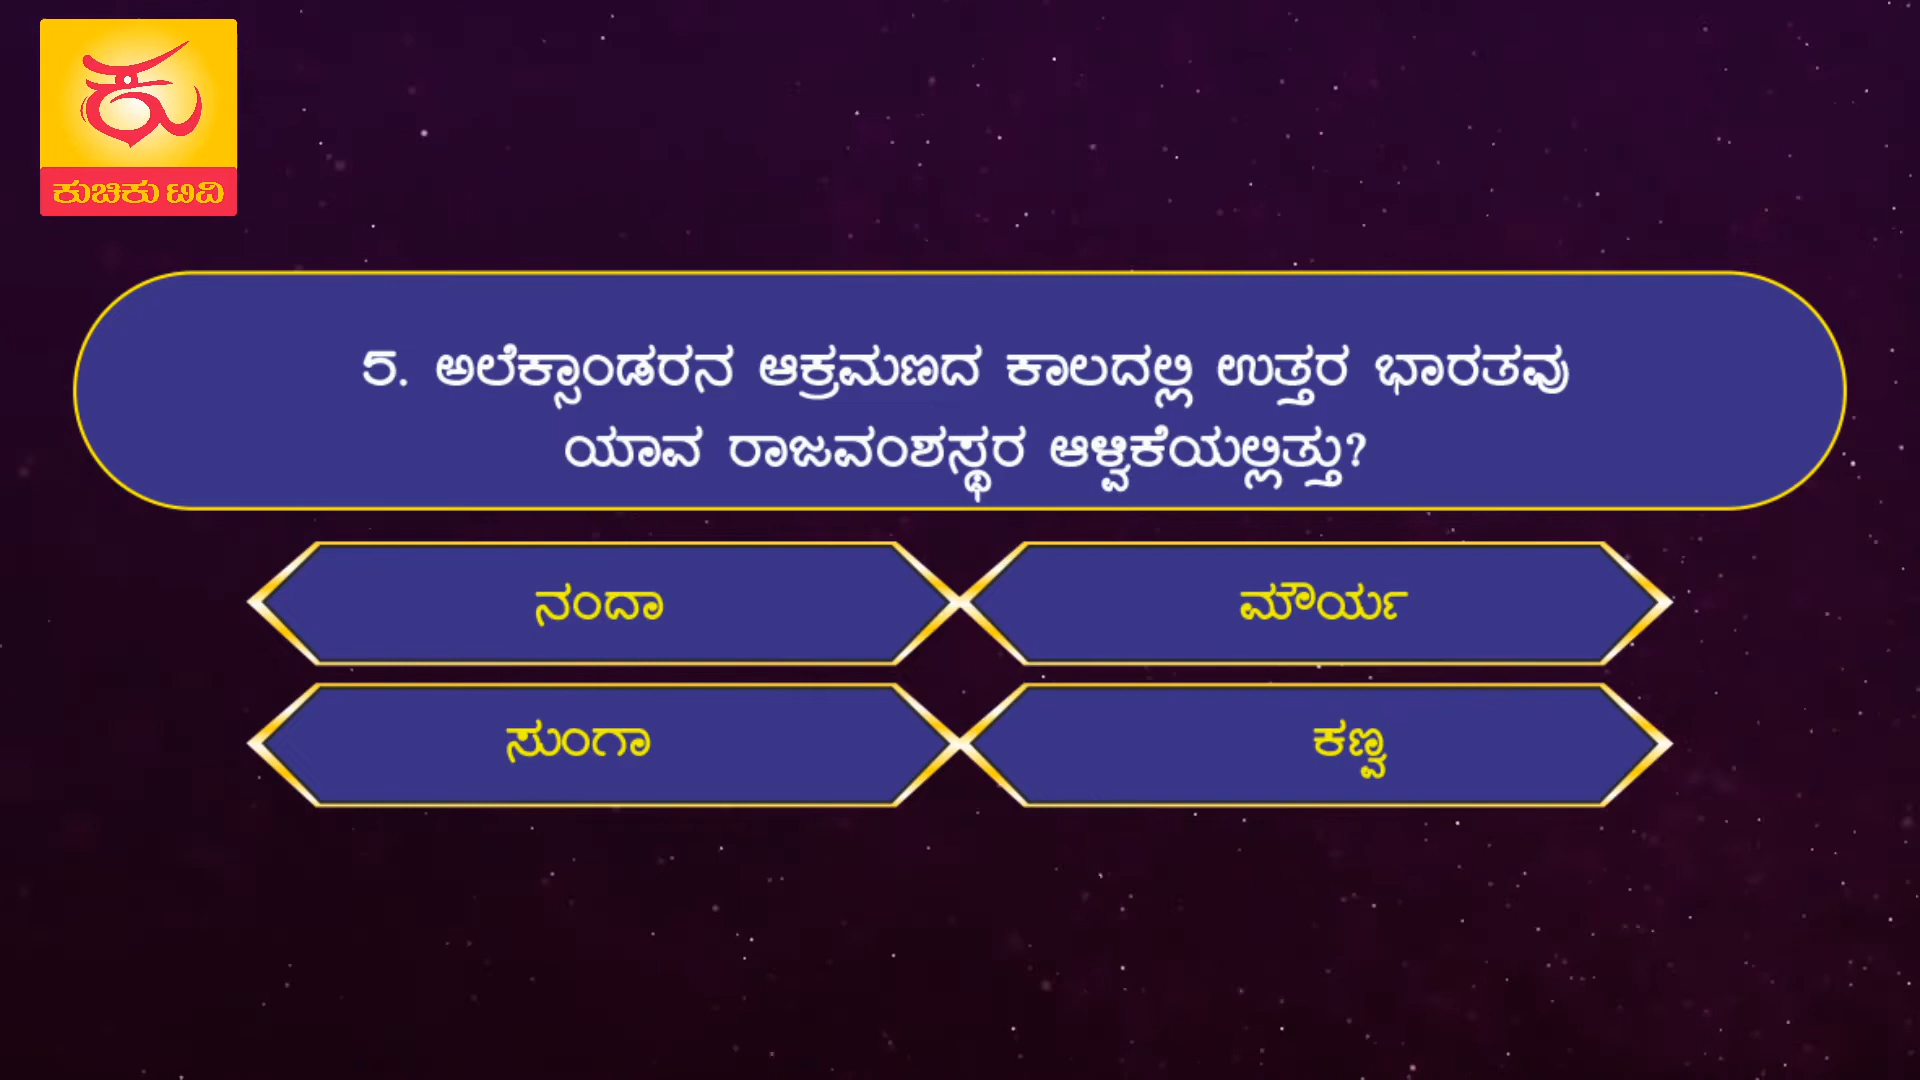 ಕು
ಕುಚಿಕು ಟಿವಿ
5. ಅಲೆಕ್ಸಾಂಡರನ ಆಕ್ರಮಣದ ಕಾಲದಲ್ಲಿ ಉತ್ತರ ಭಾರತವು
ಯಾವ ರಾಜವಂಶಸ್ಥರ ಆಳ್ವಿಕೆಯಲ್ಲಿತ್ತು?
ನಂದಾ
ಮೌರ್ಯ
ಸುಂಗಾ
ಕಣ್ವ